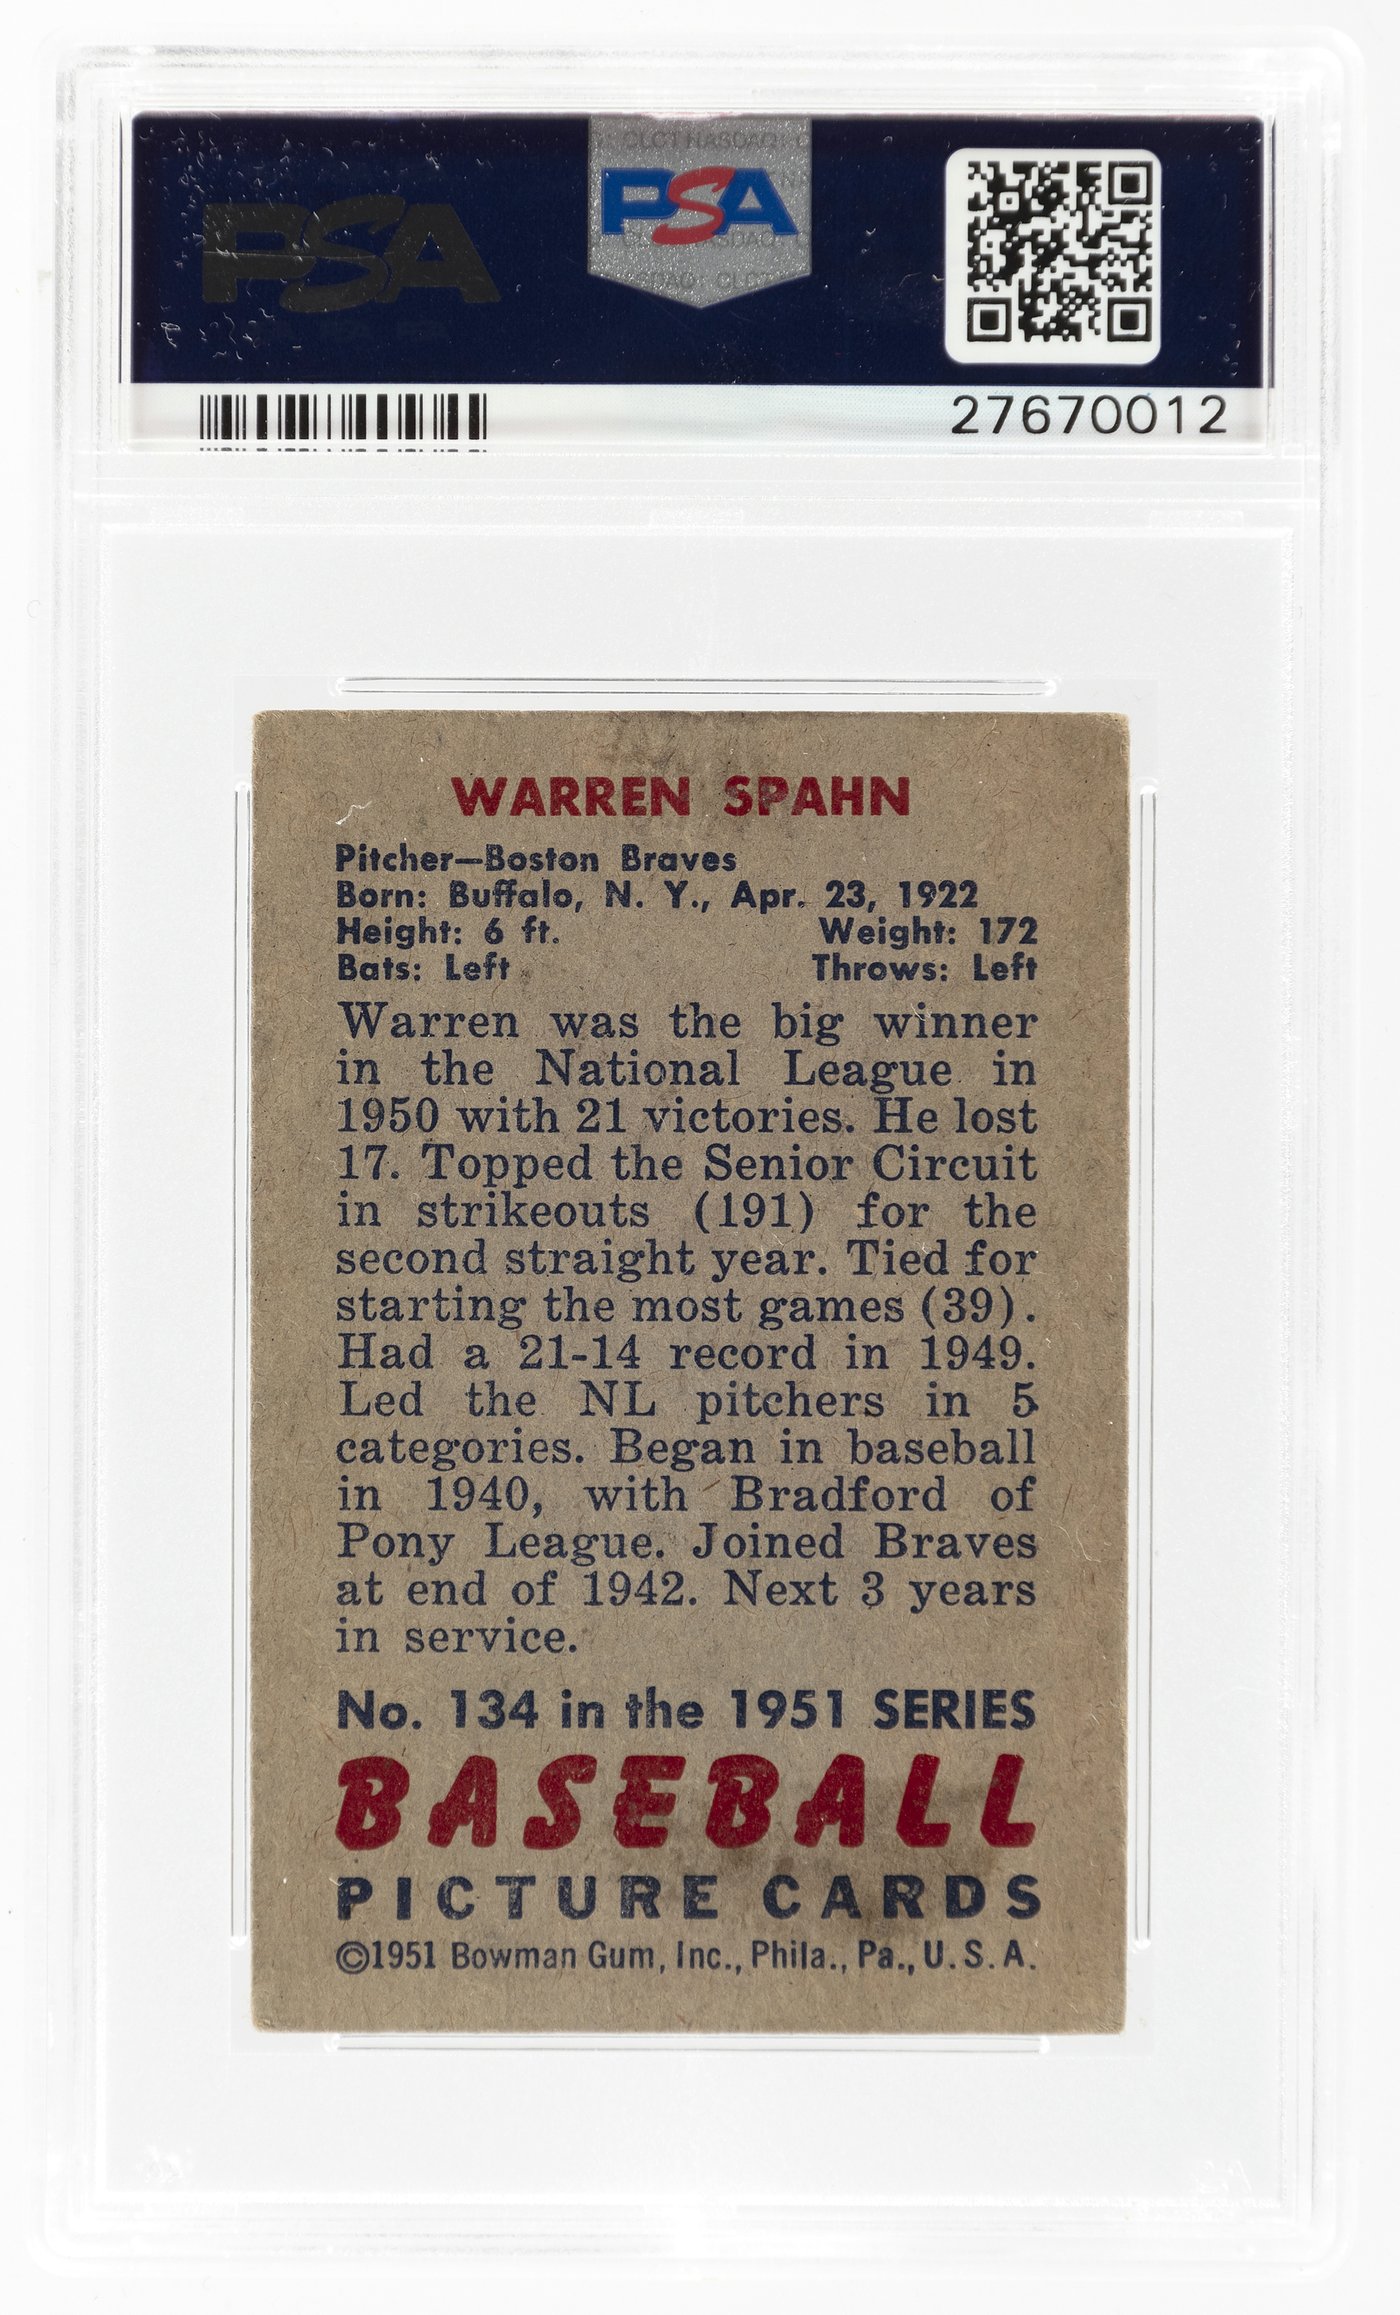 CLCT NASDAQ
PSA
PSA
27670012
WARREN SPAHN
Pitcher—Boston Braves
Born: Buffalo, N. Y., Apr. 23, 1922
Height: 6 ft. Weight: 172
Bats: Left Throws: Left
Warren was the big winner
in the National League in
1950 with 21 victories. He lost
17. Topped the Senior Circuit
in strikeouts (191) for the
second straight year. Tied for
starting the most games (39).
Had a 21-14 record in 1949.
Led the NL pitchers in 5
categories. Began in baseball
in 1940, with Bradford of
Pony League. Joined Braves
at end of 1942. Next 3 years
in service.
No. 134 in the 1951 SERIES
BASEBALL
PICTURE CARDS
©1951 Bowman Gum, Inc., Phila., Pa., U.S.A.